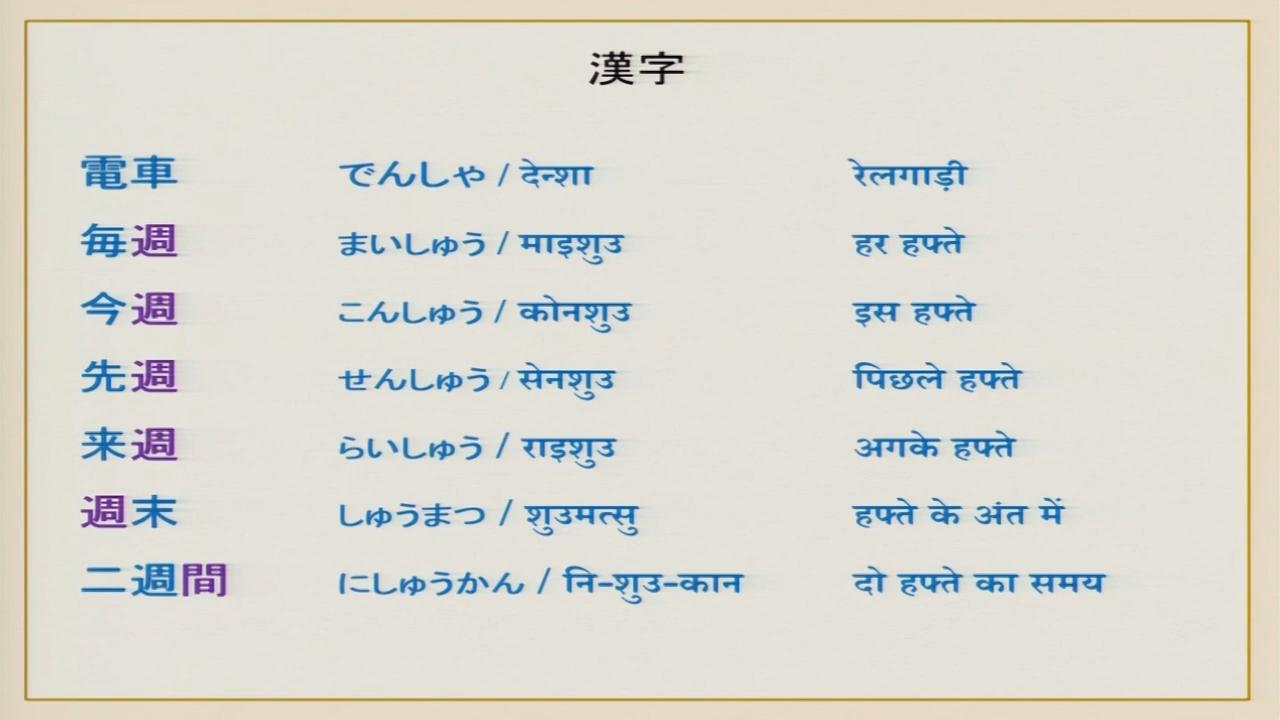 漢字
電車 でんしゃ / देन्शा रेलगाड़ी
毎週 まいしゅう / माइशुउ हर हफ्ते
今週 こんしゅう / कोनशुउ इस हफ्ते
先週 せんしゅう / सेनशुउ पिछले हफ्ते
来週 らいしゅう / राइशुउ अगके हफ्ते
週末 しゅうまつ / शुउमत्सु हफ्ते के अंत में
二週間 にしゅうかん / नि-शुउ-कान दो हफ्ते का समय